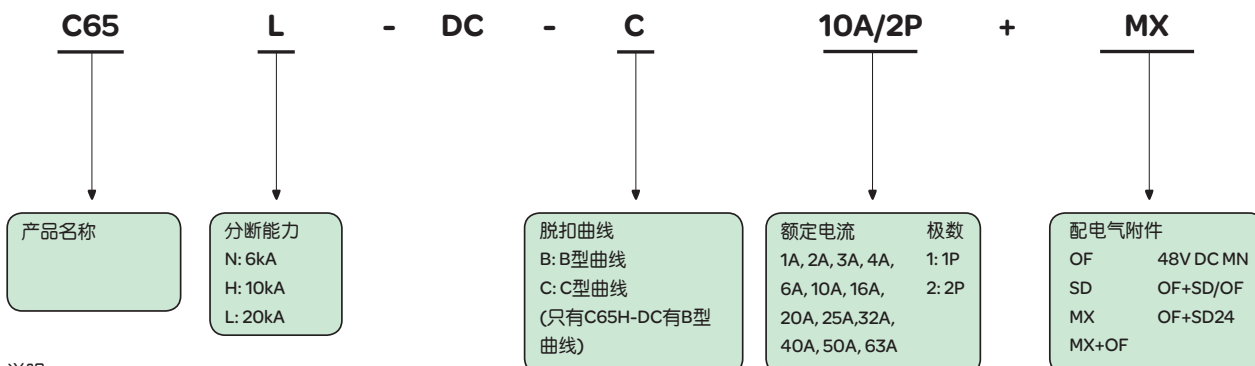 C65 L - DC - C 10A/2P + MX
产品名称
分断能力
N: 6kA
H: 10kA
L: 20kA
脱扣曲线
B: B型曲线
C: C型曲线
(只有C65H-DC有B型
曲线)
额定电流 极数
1A, 2A, 3A, 4A, 1: 1P
6A, 10A, 16A, 2: 2P
20A, 25A,32A,
40A, 50A, 63A
配电气附件
OF 48V DC MN
SD OF+SD/OF
MX OF+SD24
MX+OF